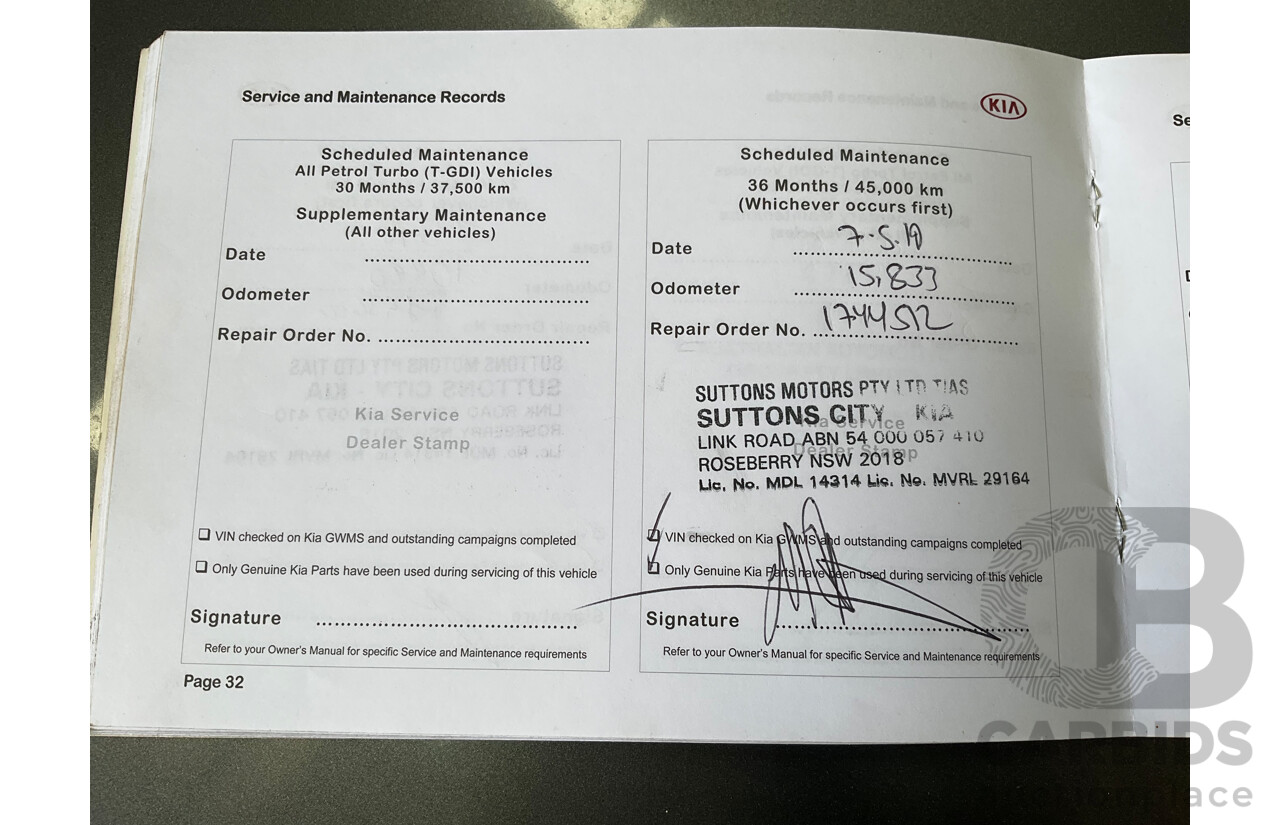 Service and Maintenance Records
KIA
Scheduled Maintenance
All Petrol Turbo (T-GDI) Vehicles
30 Months / 37,500 km
Supplementary Maintenance
(All other vehicles)
Date
Odometer
Repair Order No.
Kia Service
Dealer Stamp
VIN checked on Kia GWMS and outstanding campaigns completed
Only Genuine Kia Parts have been used during servicing of this vehicle
Signature
Refer to your Owner's Manual for specific Service and Maintenance requirements
Page 32
Scheduled Maintenance
36 Months / 45,000 km
(Whichever occurs first)
Date 7.5.19
Odometer 15,833
Repair Order No. 1744512
SUTTONS MOTORS PTY LTD T/AS
SUTTONS CITY KIA
Kia Service
LINK ROAD ABN 54 000 057 410
Dealer Stamp
ROSEBERRY NSW 2018
Lic. No. MDL 14314 Lic. No. MVRL 29164
VIN checked on Kia GWMS and outstanding campaigns completed
Only Genuine Kia Parts have been used during servicing of this vehicle
Signature
Refer to your Owner's Manual for specific Service and Maintenance requirements
Se
CB
CARBIDS